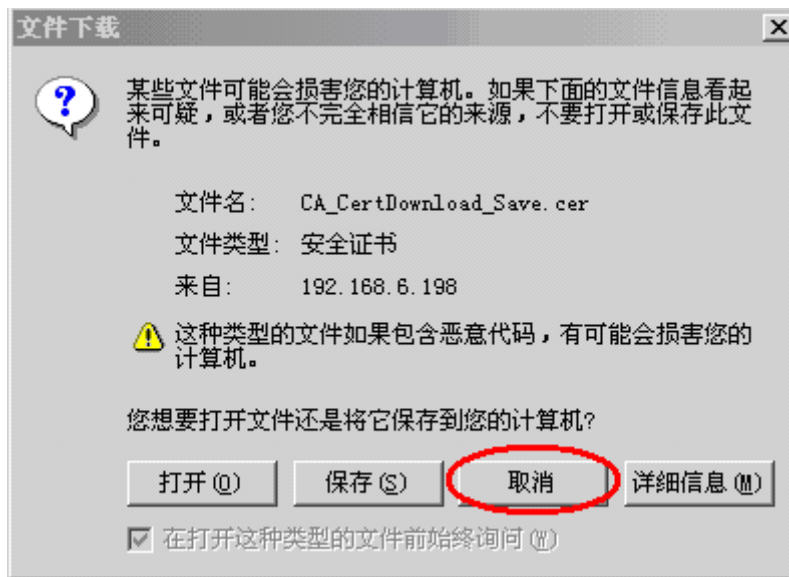 文件下载
某些文件可能会损害您的计算机。如果下面的文件信息看起
来可疑，或者您不完全相信它的来源，不要打开或保存此文
件。
文件名: CA_CertDownload_Save.cer
文件类型: 安全证书
来自: 192.168.6.198
这种类型的文件如果包含恶意代码，有可能会损害您的
计算机。
您想要打开文件还是将它保存到您的计算机?
打开(O) 保存(S) 取消 详细信息(M)
在打开这种类型的文件前始终询问(W)